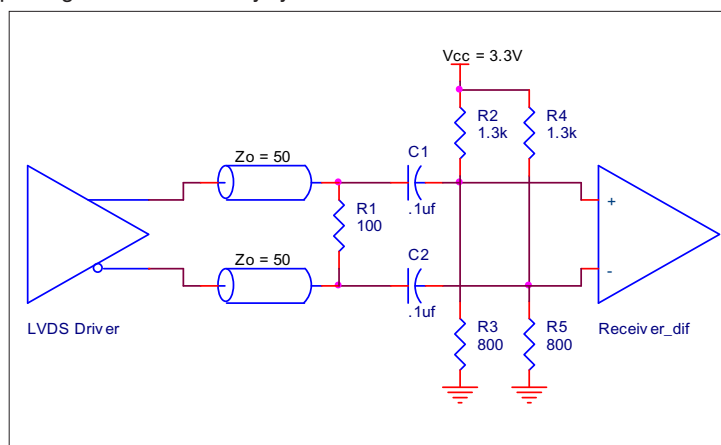 Vcc = 3.3V
R2
1.3k
R4
1.3k
Zo = 50
C1
.1uf
R1
100
+
Zo = 50
C2
.1uf
-
LVDS Driver
R3
800
R5
800
Receiver_dif